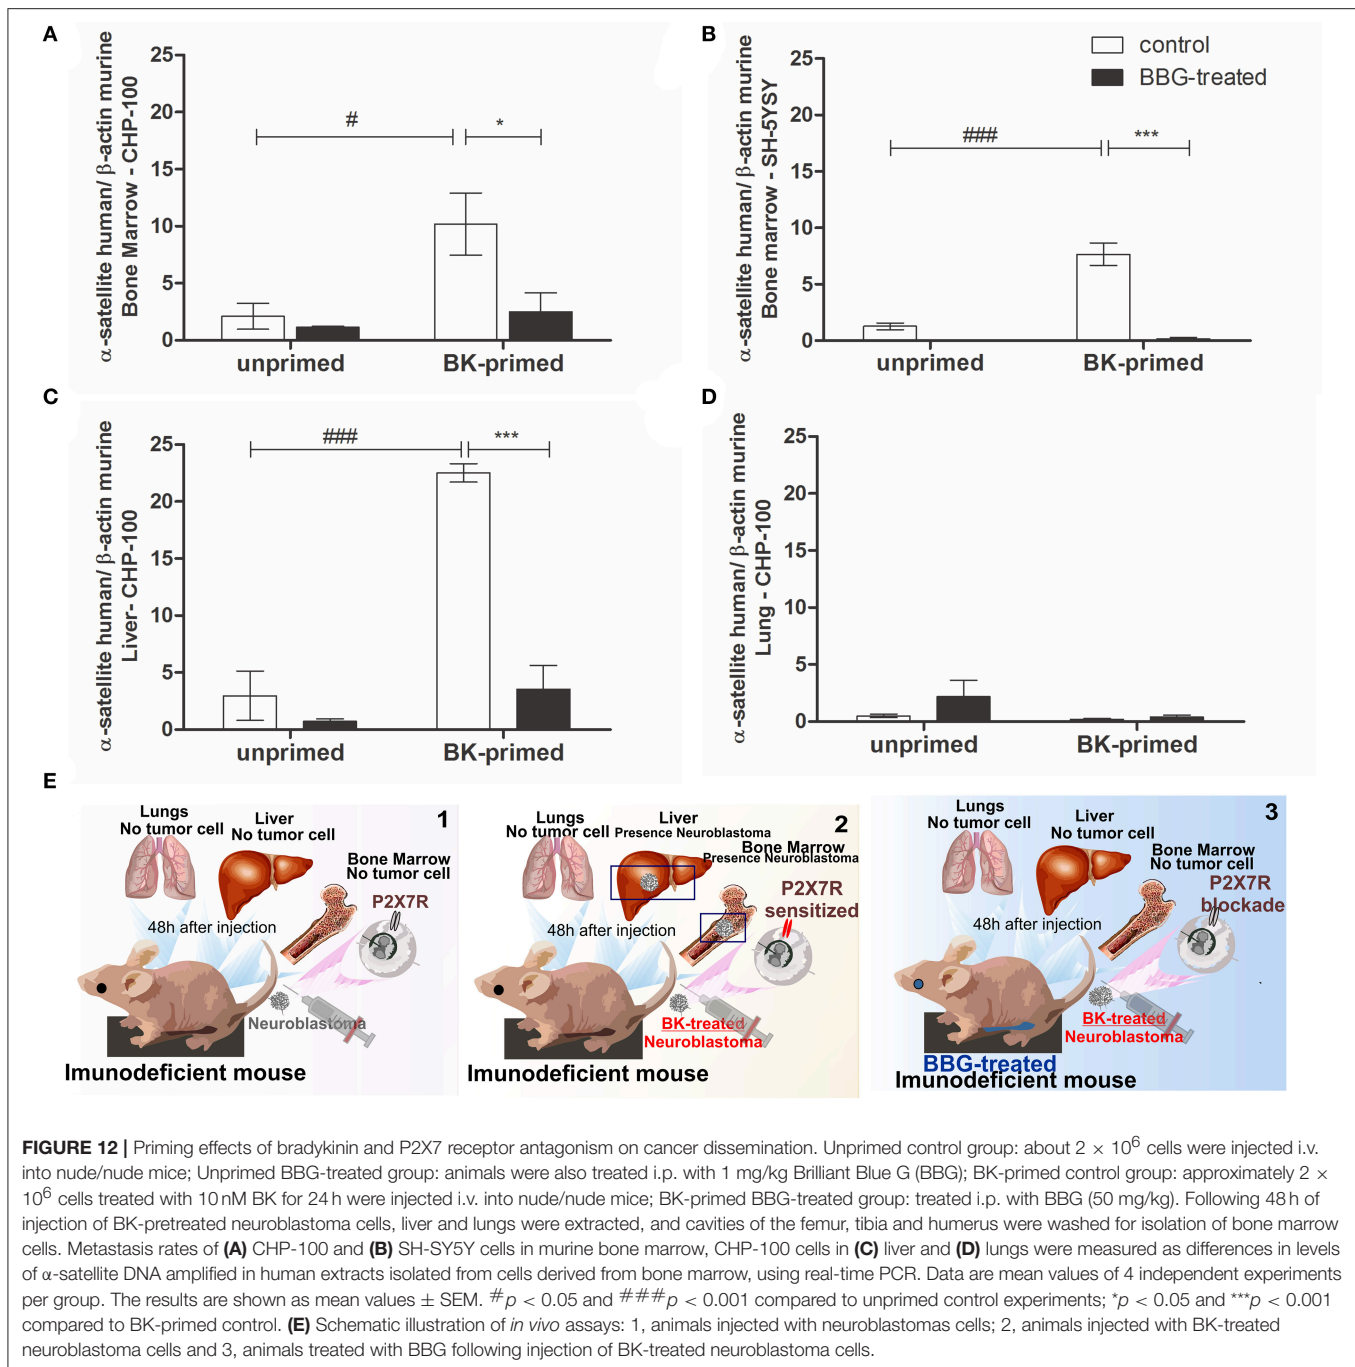 A
α-satellite human/ β-actin murine
Bone Marrow - CHP-100
25
20
15
10
5
0
#
*
unprimed
BK-primed
B
α-satellite human/ β-actin murine
Bone marrow - SH-5YSY
25
20
15
10
5
0
control
BBG-treated
###
***
unprimed
BK-primed
C
α-satellite human/ β-actin murine
Liver- CHP-100
25
20
15
10
5
0
###
***
unprimed
BK-primed
D
α-satellite human/ β-actin murine
Lung - CHP-100
25
20
15
10
5
0
unprimed
BK-primed
E
1
Lungs
No tumor cell
Liver
No tumor cell
Bone Marrow
No tumor cell
P2X7R
48h after injection
Neuroblastoma
Imunodeficient mouse
2
Lungs
No tumor cell
Liver
Presence Neuroblastoma
Bone Marrow
Presence Neuroblastoma
P2X7R
sensitized
48h after injection
BK-treated
Neuroblastoma
Imunodeficient mouse
3
Lungs
No tumor cell
Liver
No tumor cell
Bone Marrow
No tumor cell
P2X7R
blockade
48h after injection
BK-treated
Neuroblastoma
BBG-treated
Imunodeficient mouse
FIGURE 12 | Priming effects of bradykinin and P2X7 receptor antagonism on cancer dissemination. Unprimed control group: about 2 × 10⁶ cells were injected i.v.
into nude/nude mice; Unprimed BBG-treated group: animals were also treated i.p. with 1 mg/kg Brilliant Blue G (BBG); BK-primed control group: approximately 2 ×
10⁶ cells treated with 10 nM BK for 24 h were injected i.v. into nude/nude mice; BK-primed BBG-treated group: treated i.p. with BBG (50 mg/kg). Following 48 h of
injection of BK-pretreated neuroblastoma cells, liver and lungs were extracted, and cavities of the femur, tibia and humerus were washed for isolation of bone marrow
cells. Metastasis rates of (A) CHP-100 and (B) SH-SY5Y cells in murine bone marrow, CHP-100 cells in (C) liver and (D) lungs were measured as differences in levels
of α-satellite DNA amplified in human extracts isolated from cells derived from bone marrow, using real-time PCR. Data are mean values of 4 independent experiments
per group. The results are shown as mean values ± SEM. #p < 0.05 and ###p < 0.001 compared to unprimed control experiments; *p < 0.05 and ***p < 0.001
compared to BK-primed control. (E) Schematic illustration of in vivo assays: 1, animals injected with neuroblastomas cells; 2, animals injected with BK-treated
neuroblastoma cells and 3, animals treated with BBG following injection of BK-treated neuroblastoma cells.